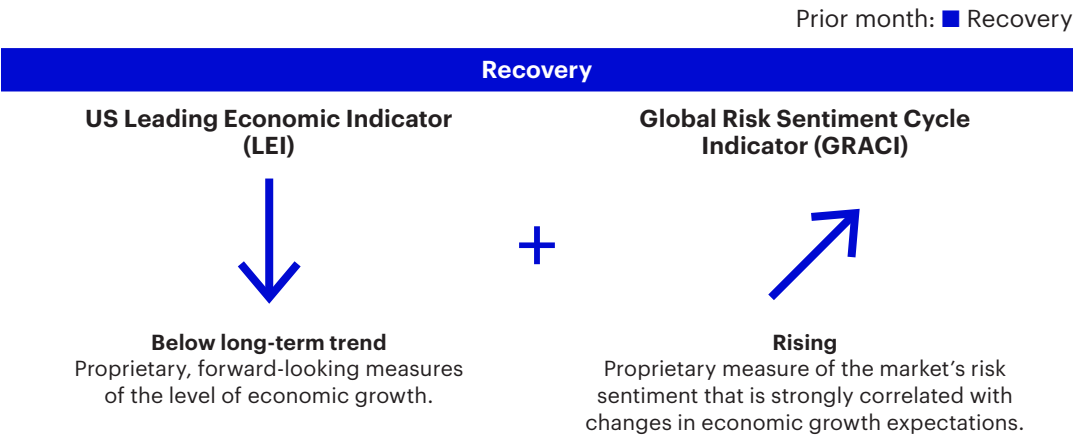 Prior month: ■ Recovery
Recovery
US Leading Economic Indicator
(LEI)
Below long-term trend
Proprietary, forward-looking measures
of the level of economic growth.
+
Global Risk Sentiment Cycle
Indicator (GRACI)
Rising
Proprietary measure of the market’s risk
sentiment that is strongly correlated with
changes in economic growth expectations.